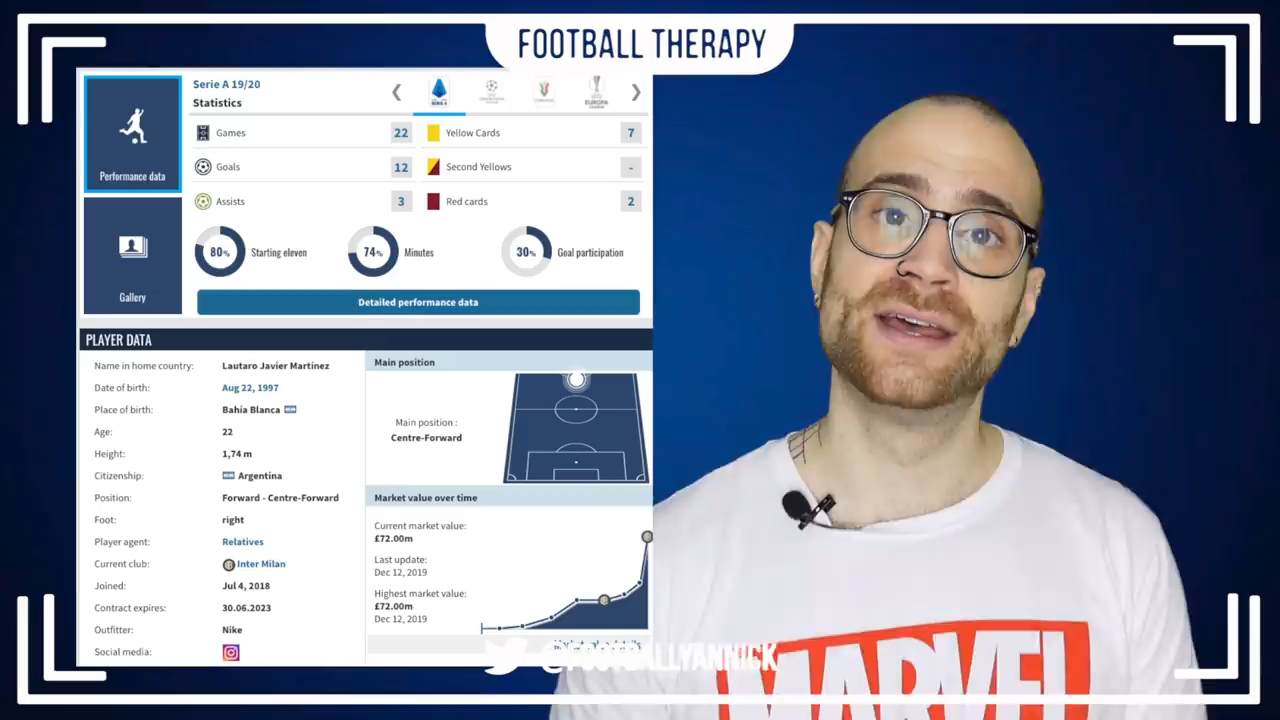 FOOTBALL THERAPY
Serie A 19/20
Statistics
SERIE A
EUROPA
LEAGUE
Games 22 Yellow Cards 7
Goals 12 Second Yellows -
Assists 3 Red cards 2
80% Starting eleven 74% Minutes 30% Goal participation
Performance data
Gallery
Detailed performance data
PLAYER DATA
Name in home country: Lautaro Javier Martínez
Date of birth: Aug 22, 1997
Place of birth: Bahía Blanca
Age: 22
Height: 1,74 m
Citizenship: Argentina
Position: Forward - Centre-Forward
Foot: right
Player agent: Relatives
Current club: Inter Milan
Joined: Jul 4, 2018
Contract expires: 30.06.2023
Outfitter: Nike
Social media:
Main position
Main position :
Centre-Forward
Market value over time
Current market value:
£72.00m
Last update:
Dec 12, 2019
Highest market value:
£72.00m
Dec 12, 2019
@FOOTBALLYANNICK
MARVEL